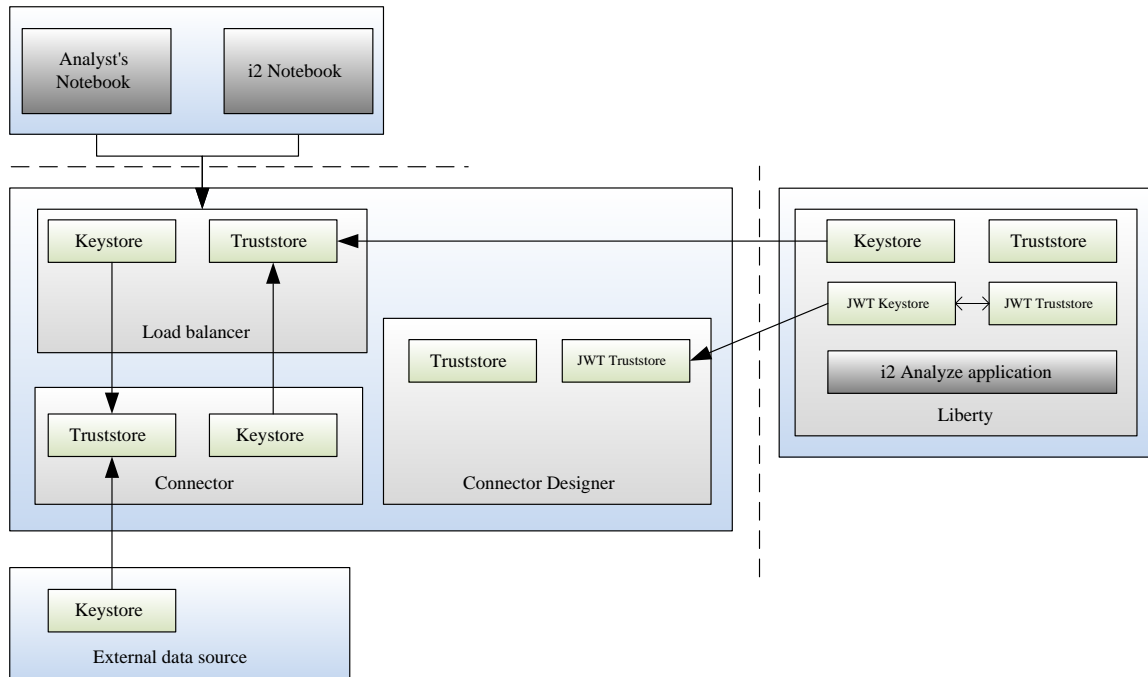 Analyst's
Notebook
i2 Notebook
Keystore
Truststore
Load balancer
Truststore
Keystore
Connector
Truststore
JWT Truststore
Connector Designer
Keystore
Truststore
JWT Keystore
JWT Truststore
i2 Analyze application
Liberty
Keystore
External data source